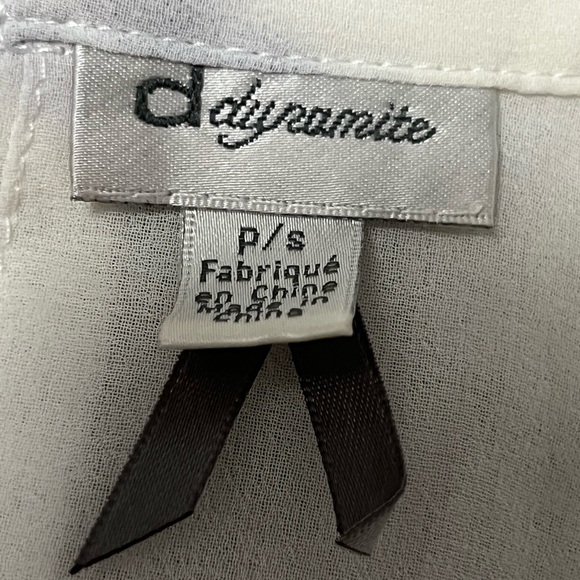 d dynamite
p/s
Fabriqué
en Chine
Made in
China